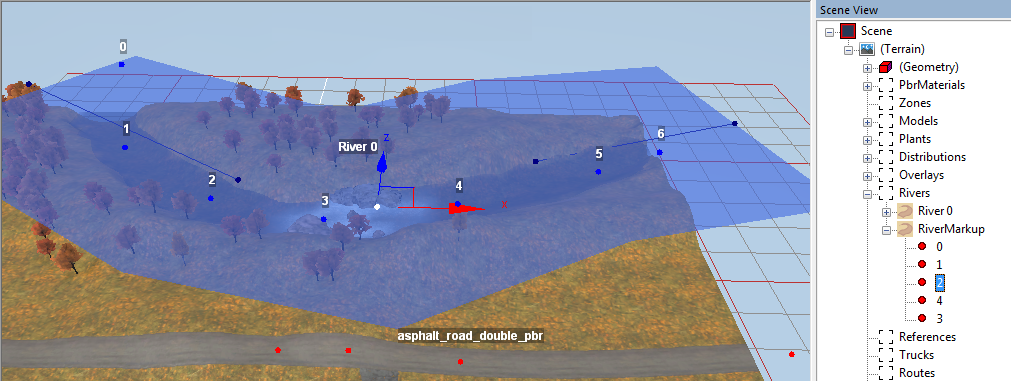 Scene View
Scene
(Terrain)
(Geometry)
PbrMaterials
Zones
Models
Plants
Distributions
Overlays
Rivers
River 0
RiverMarkup
0
1
2
4
3
References
Trucks
Routes
0
1
2
3
4
5
6
River 0
z
x
asphalt_road_double_pbr